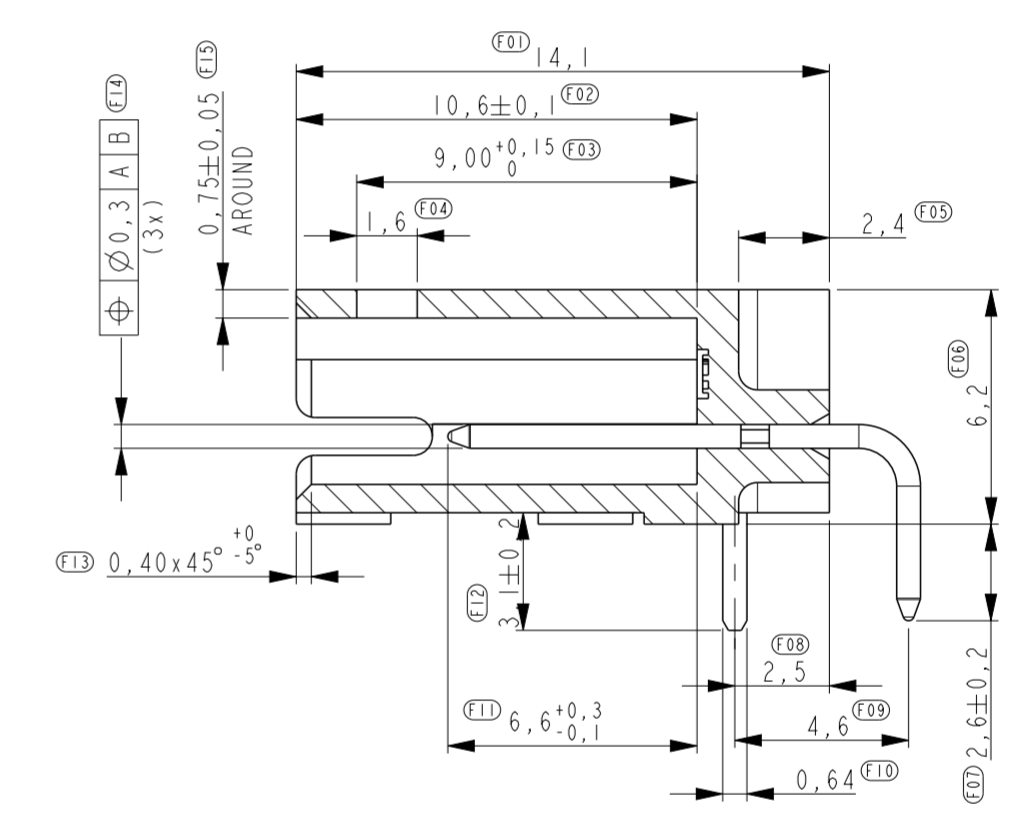 F01 14,1
10,6±0,1 F02
9,00 +0,15 0 F03
1,6 F04
2,4 F05
F15
0,75±0,05
AROUND
F14
⌖ Ø0,3 A B
(3x)
F06
6,2
F13 0,40x45° +0 -5°
F12
3,1±0,2
F08
2,5
F11 6,6 +0,3 -0,1
4,6 F09
0,64 F10
F07 2,6±0,2